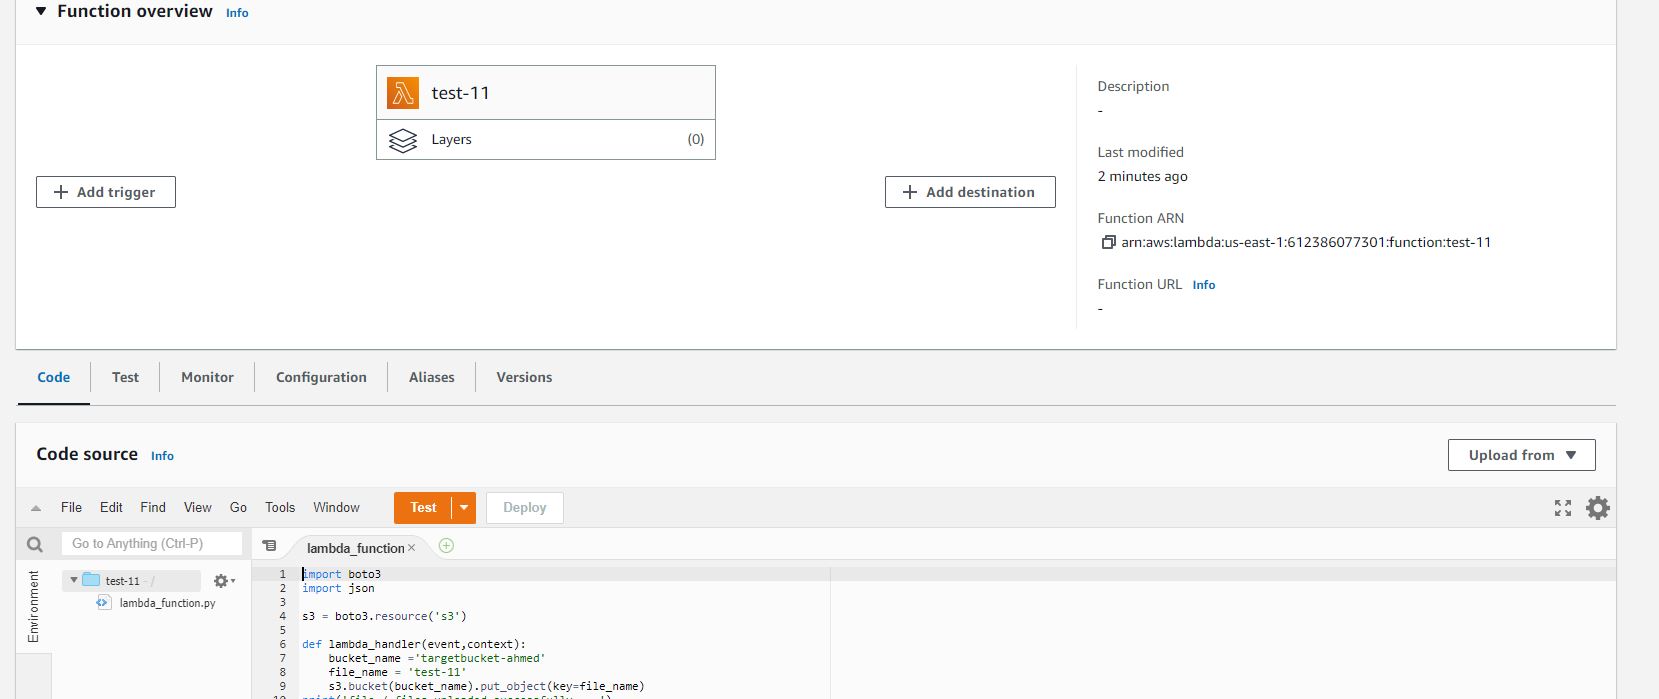 Function overview Info
test-11
Layers (0)
+ Add trigger
+ Add destination
Description
-
Last modified
2 minutes ago
Function ARN
arn:aws:lambda:us-east-1:612386077301:function:test-11
Function URL Info
-
Code Test Monitor Configuration Aliases Versions
Code source Info
Upload from
File Edit Find View Go Tools Window Test Deploy
Go to Anything (Ctrl-P)
lambda_function ×
Environment
test-11 - /
lambda_function.py
1 import boto3
2 import json
3
4 s3 = boto3.resource('s3')
5
6 def lambda_handler(event,context):
7 bucket_name ='targetbucket-ahmed'
8 file_name = 'test-11'
9 s3.bucket(bucket_name).put_object(key=file_name)
10